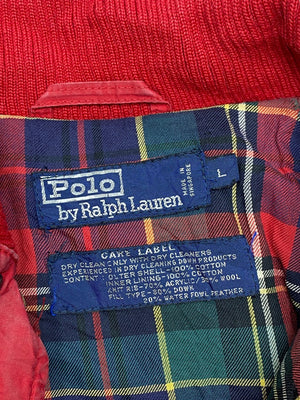 Polo
by Ralph Lauren
MADE IN
SINGAPORE
L
CARE LABEL
DRY CLEAN ONLY WITH DRY CLEANERS
EXPERIENCED IN DRY CLEANING DOWN PRODUCTS
CONTENT: OUTER SHELL-100% COTTON
INNER LINING-100% COTTON
KNIT RIB-70% ACRYLIC/30% WOOL
FILL TYPE-80% DOWN
20% WATER FOWL FEATHER